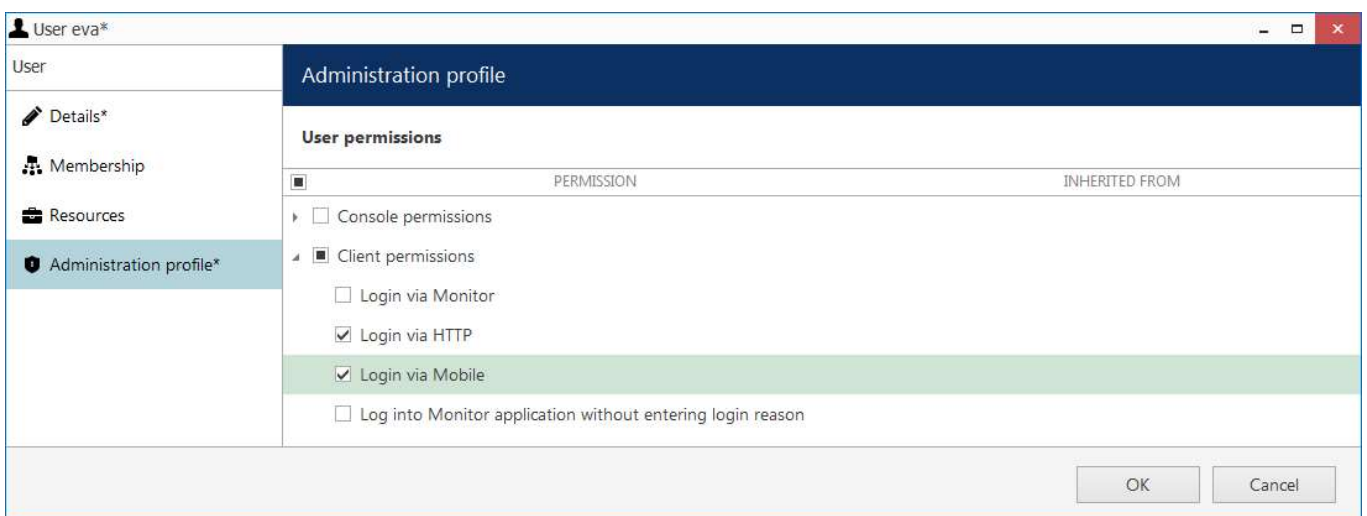 User eva*
User
Administration profile
Details*
User permissions
Membership
PERMISSION INHERITED FROM
Resources
Console permissions
Administration profile*
Client permissions
Login via Monitor
Login via HTTP
Login via Mobile
Log into Monitor application without entering login reason
OK Cancel